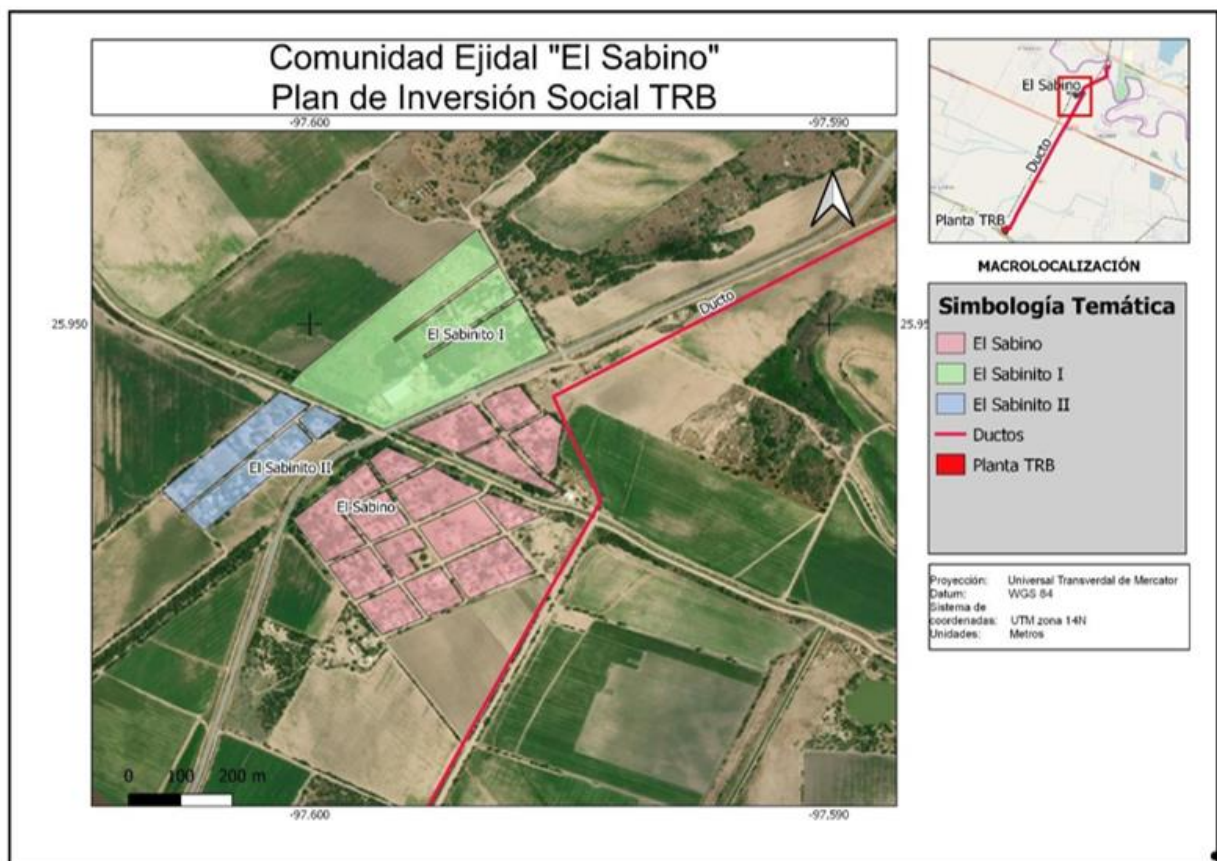 Comunidad Ejidal "El Sabino"
Plan de Inversión Social TRB
-97.600
-97.590
25.950
25.95
Ducto
El Sabinito I
El Sabinito II
El Sabino
0 100 200 m
-97.600
-97.590
El Sabino
Ducto
Planta TRB
MACROLOCALIZACIÓN
Simbología Temática
El Sabino
El Sabinito I
El Sabinito II
Ductos
Planta TRB
Proyección: Universal Transverdal de Mercator
Datum: WGS 84
Sistema de
coordenadas: UTM zona 14N
Unidades: Metros